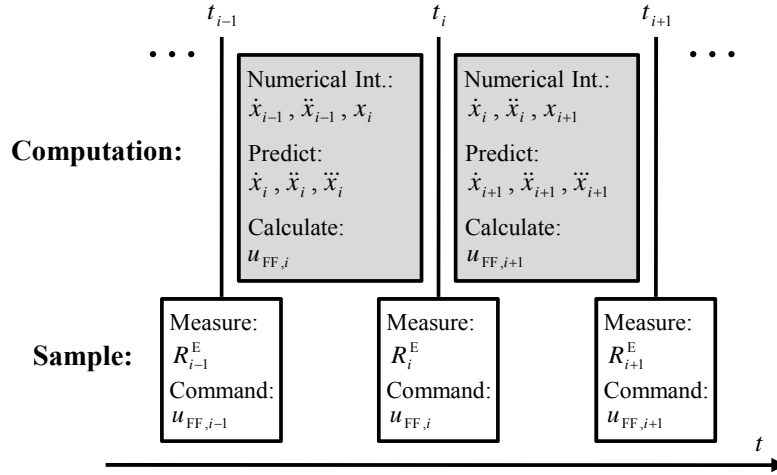 t_{i−1} t_i t_{i+1}
... ...
Numerical Int.:
ẋ_{i−1} , ẍ_{i−1} , x_i
Predict:
ẋ_i , ẍ_i , x⃛_i
Calculate:
u_{FF,i}
Numerical Int.:
ẋ_i , ẍ_i , x_{i+1}
Predict:
ẋ_{i+1} , ẍ_{i+1} , x⃛_{i+1}
Calculate:
u_{FF,i+1}
Computation:
Sample:
Measure:
R^E_{i−1}
Command:
u_{FF,i−1}
Measure:
R^E_i
Command:
u_{FF,i}
Measure:
R^E_{i+1}
Command:
u_{FF,i+1}
t